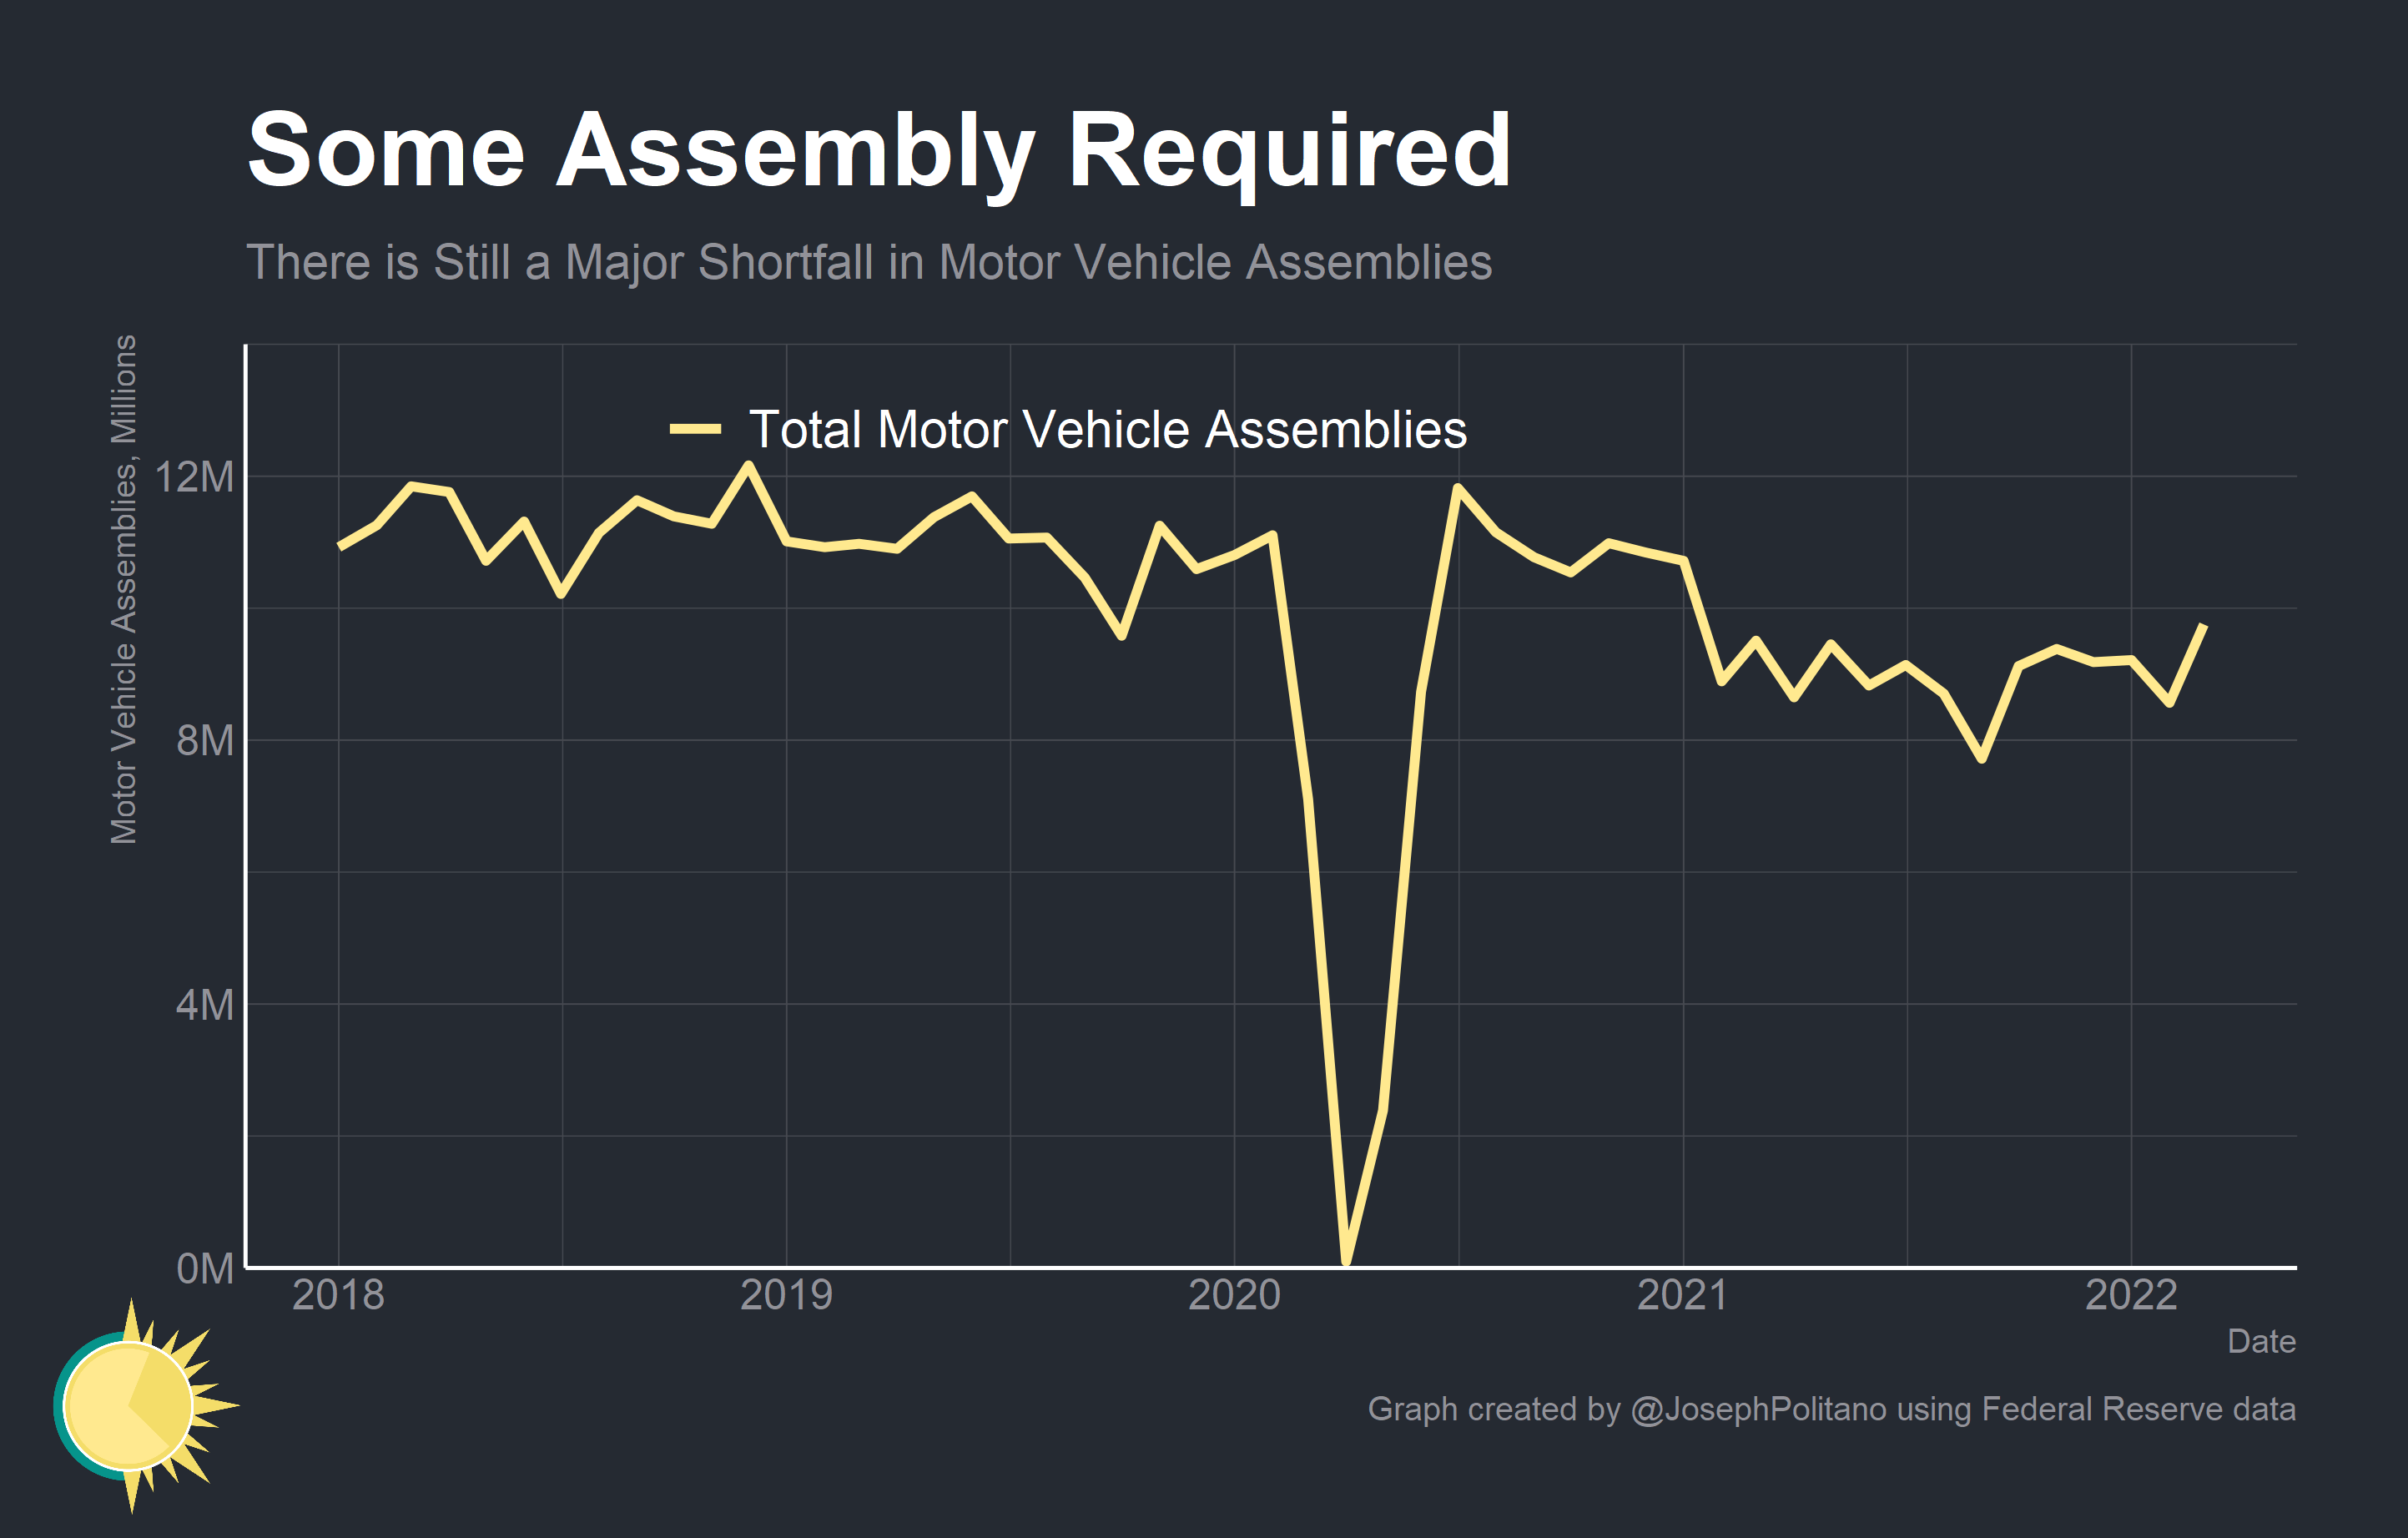 Some Assembly Required
There is Still a Major Shortfall in Motor Vehicle Assemblies
Motor Vehicle Assemblies, Millions
Total Motor Vehicle Assemblies
12M
8M
4M
0M
2018 2019 2020 2021 2022
Date
Graph created by @JosephPolitano using Federal Reserve data